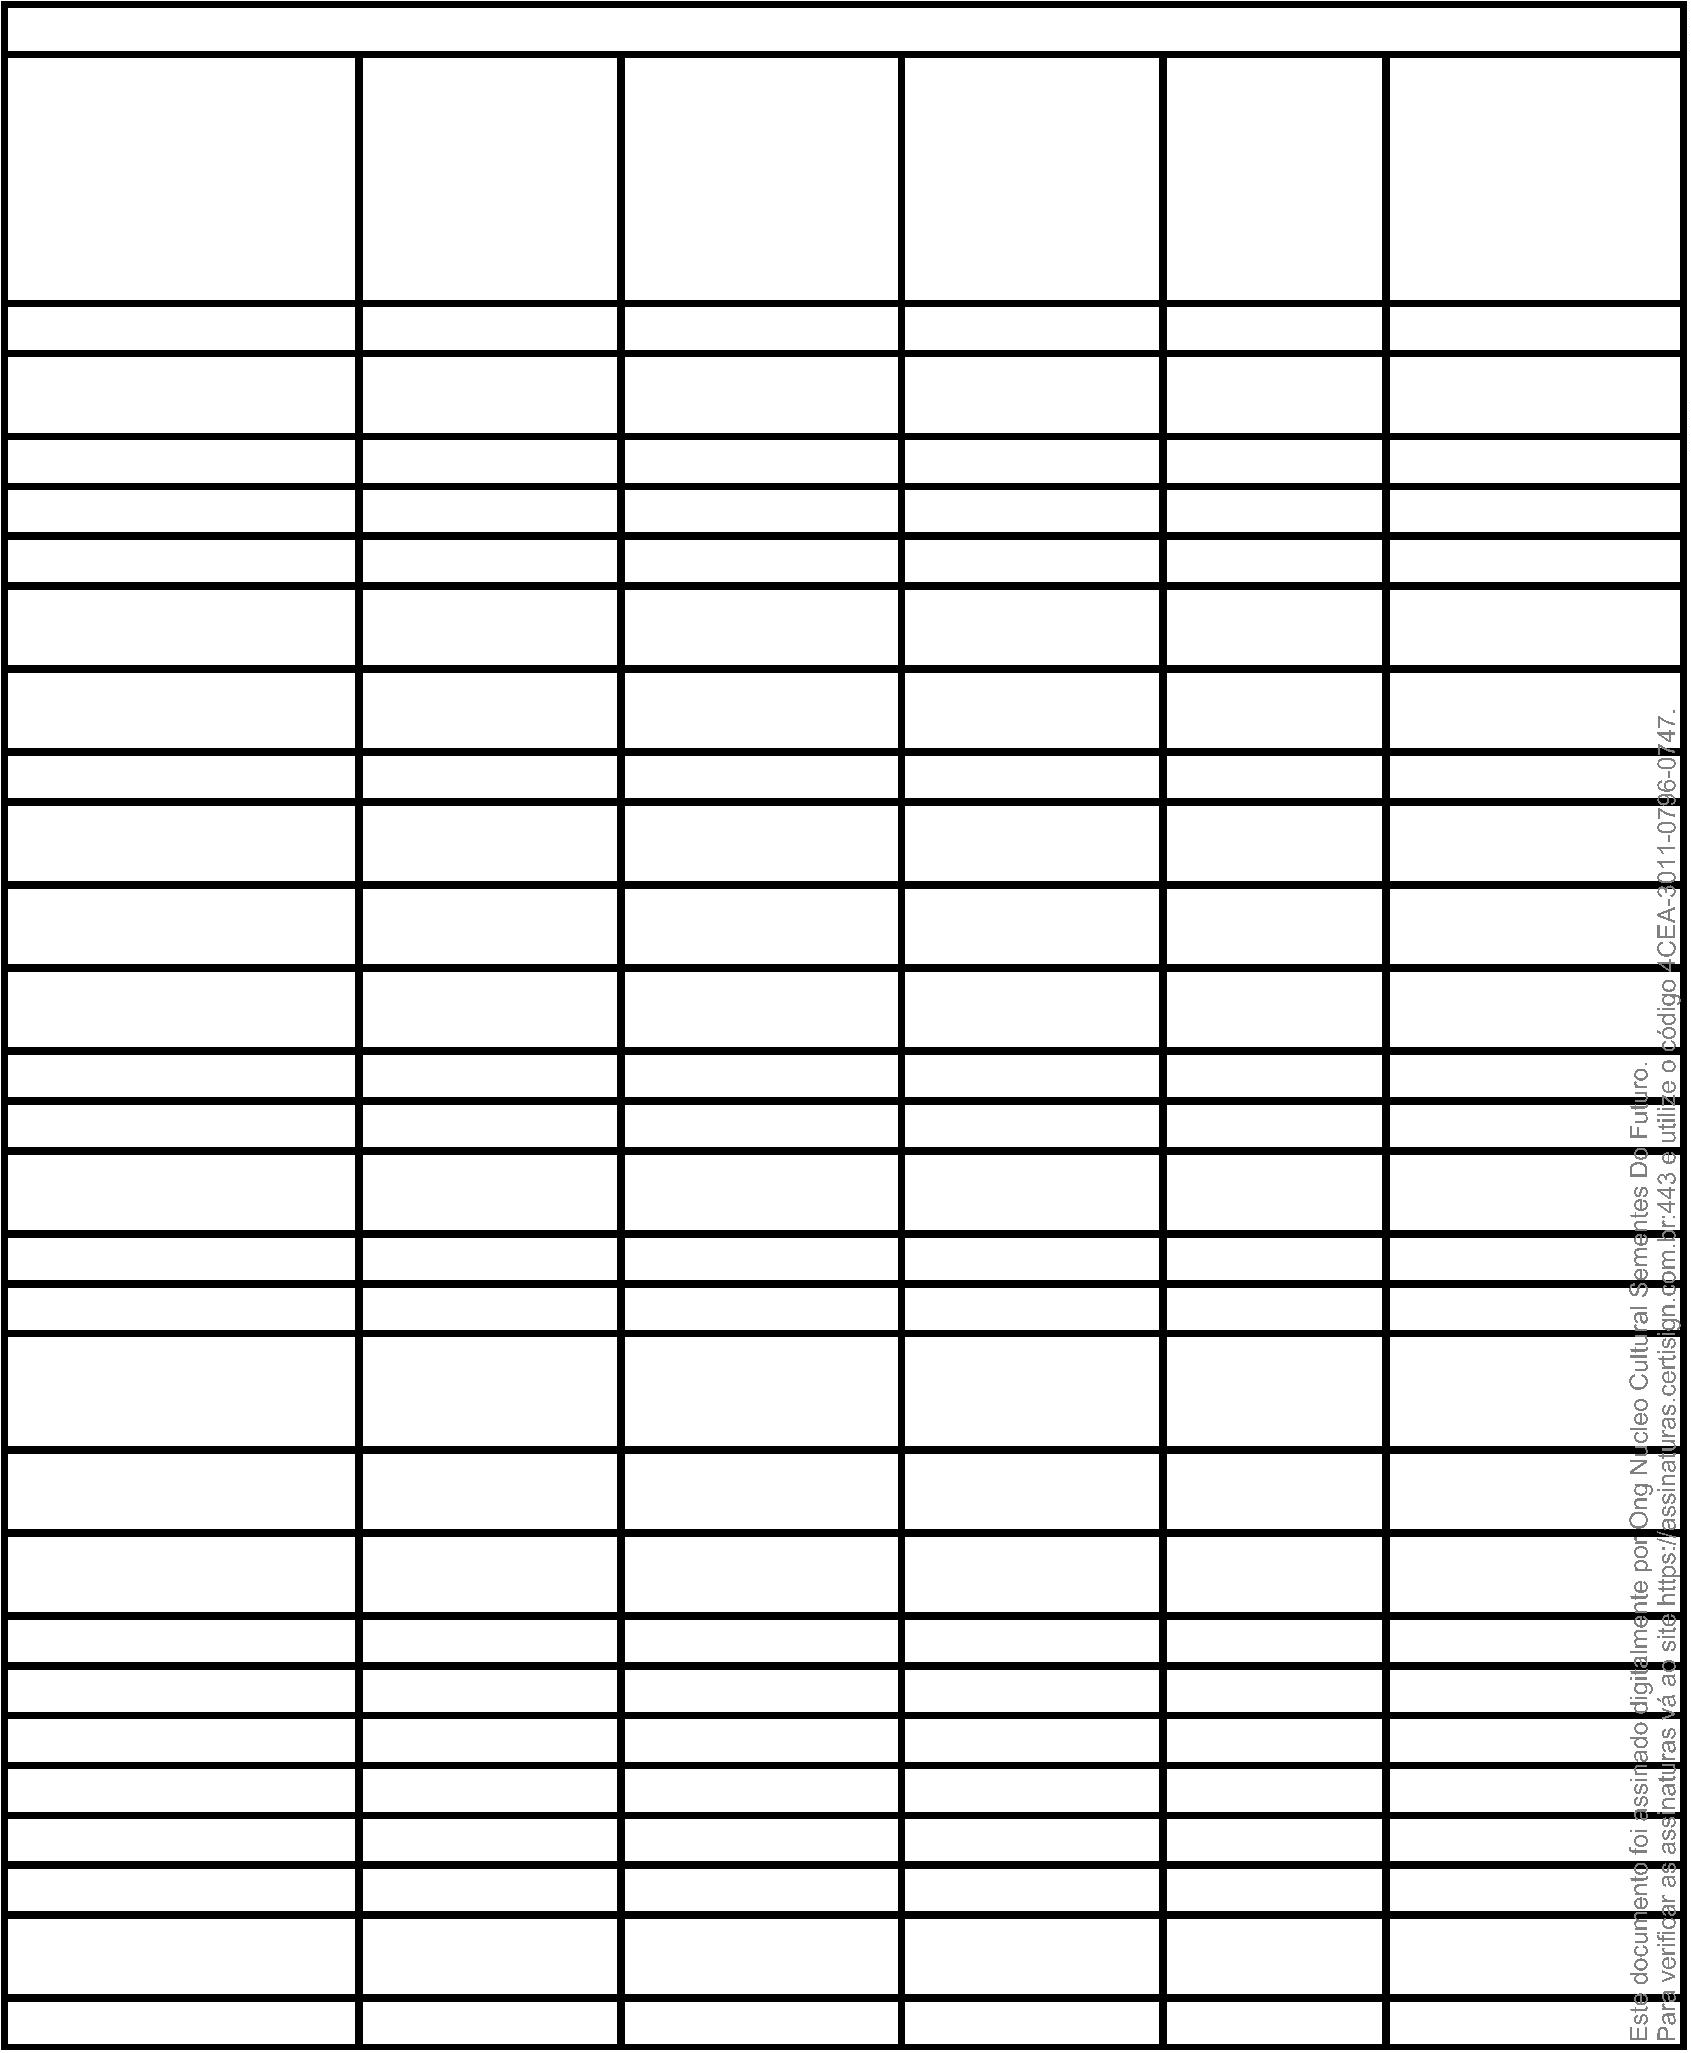 Este documento foi assinado digitalmente por Ong Nucleo Cultural Sementes Do Futuro.
Para verificar as assinaturas vá ao site https://assinaturas.certisign.com.br:443 e utilize o código 4CEA-3011-0796-0747.